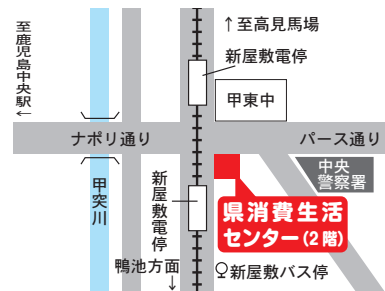 至鹿児島中央駅←
↑至高見馬場
新屋敷電停
甲東中
ナポリ通り
パース通り
中央
警察署
甲突川
新屋敷電停
県消費生活
センター(2階)
鴨池方面
↓
新屋敷バス停